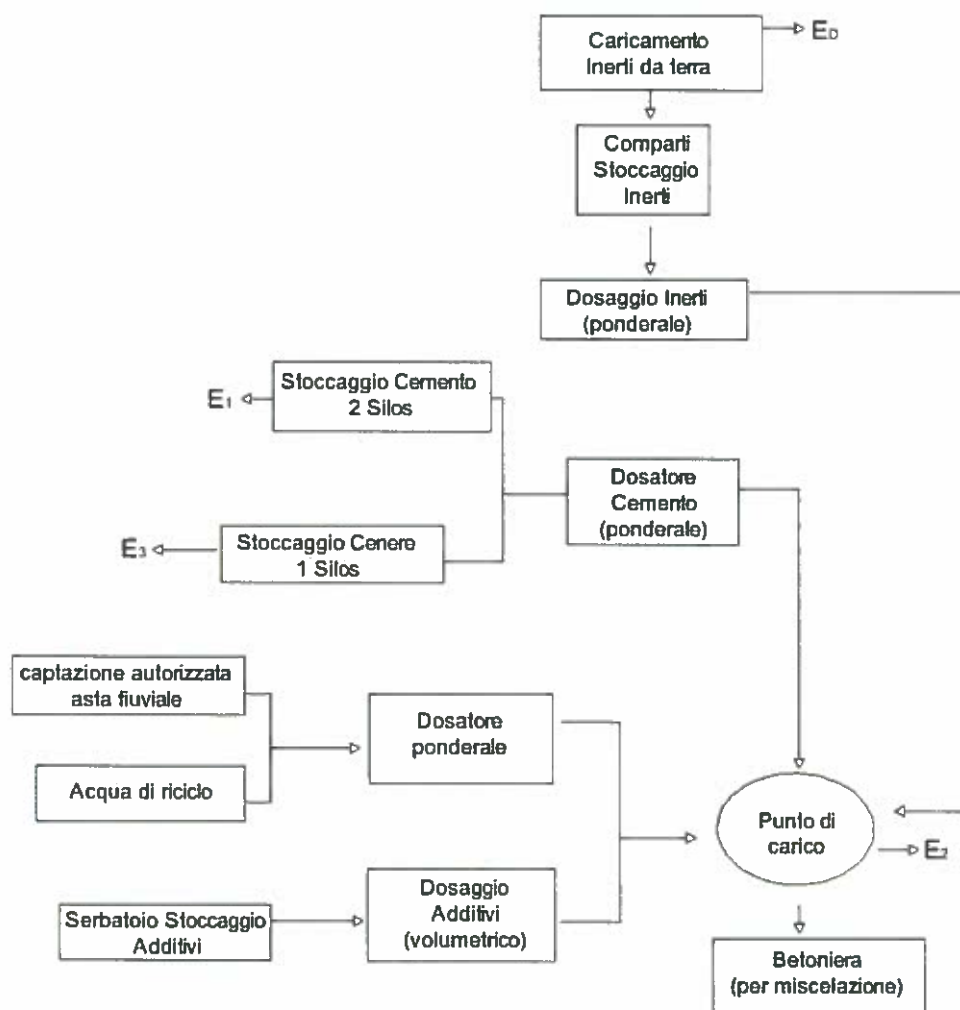 Caricamento
Inerti da terra
ED
Comparti
Stoccaggio
Inerti
Dosaggio Inerti
(ponderale)
E1
Stoccaggio Cemento
2 Silos
Dosatore
Cemento
(ponderale)
E3
Stoccaggio Cenere
1 Silos
captazione autorizzata
asta fluviale
Dosatore
ponderale
Acqua di riciclo
Punto di
carico
E2
Dosaggio
Additivi
(volumetrico)
Serbatoio Stoccaggio
Additivi
Betoniera
(per miscelazione)